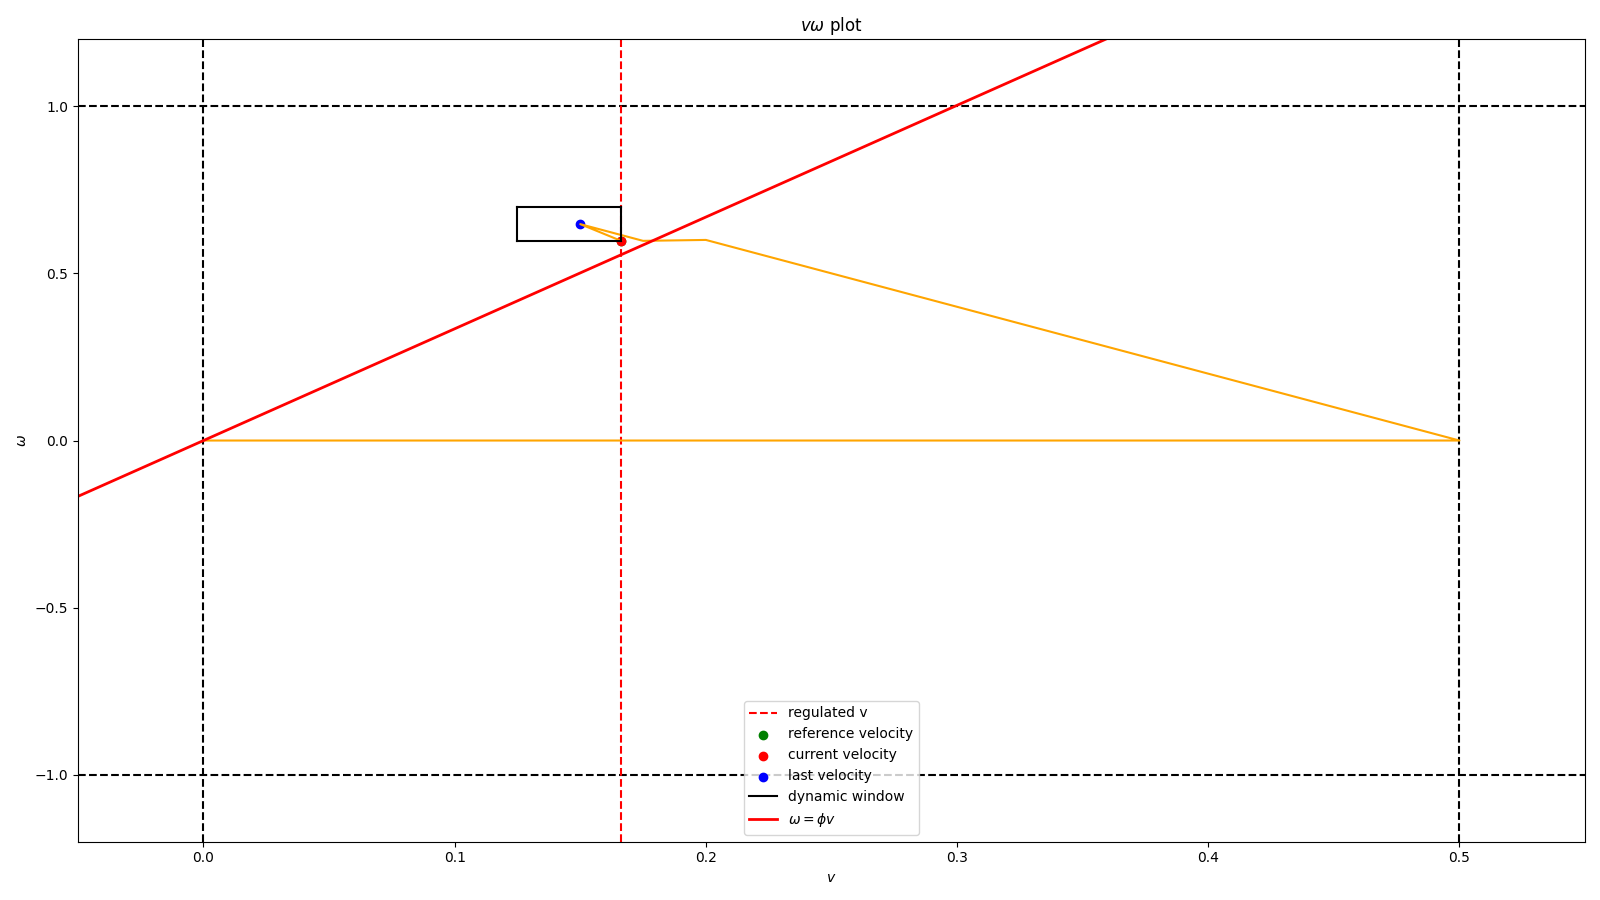 vω plot
1.0
0.5
0.0
−0.5
−1.0
ω
regulated v
reference velocity
current velocity
last velocity
dynamic window
ω = ϕv
0.0 0.1 0.2 0.3 0.4 0.5
v